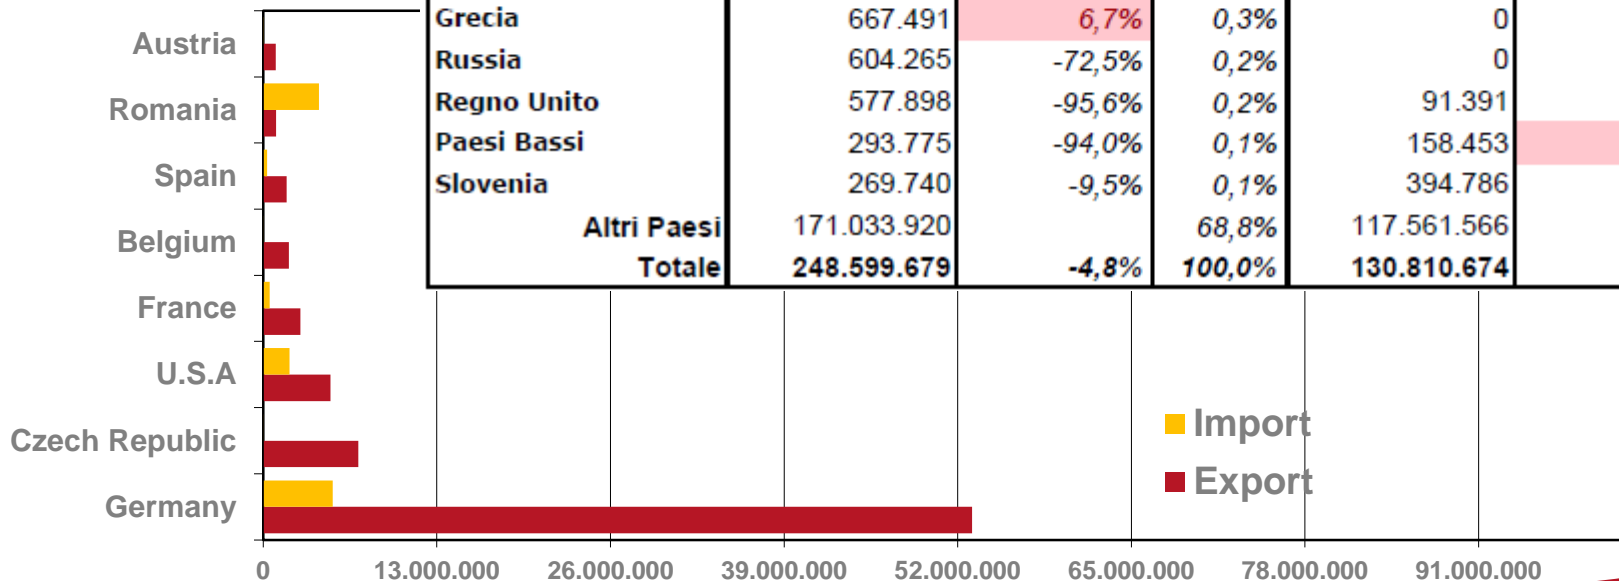 Grecia 667.491 6,7% 0,3% 0
Russia 604.265 -72,5% 0,2% 0
Regno Unito 577.898 -95,6% 0,2% 91.391
Paesi Bassi 293.775 -94,0% 0,1% 158.453
Slovenia 269.740 -9,5% 0,1% 394.786
Altri Paesi 171.033.920 68,8% 117.561.566
Totale 248.599.679 -4,8% 100,0% 130.810.674
Austria
Romania
Spain
Belgium
France
U.S.A
Czech Republic
Germany
Import
Export
0 13.000.000 26.000.000 39.000.000 52.000.000 65.000.000 78.000.000 91.000.000